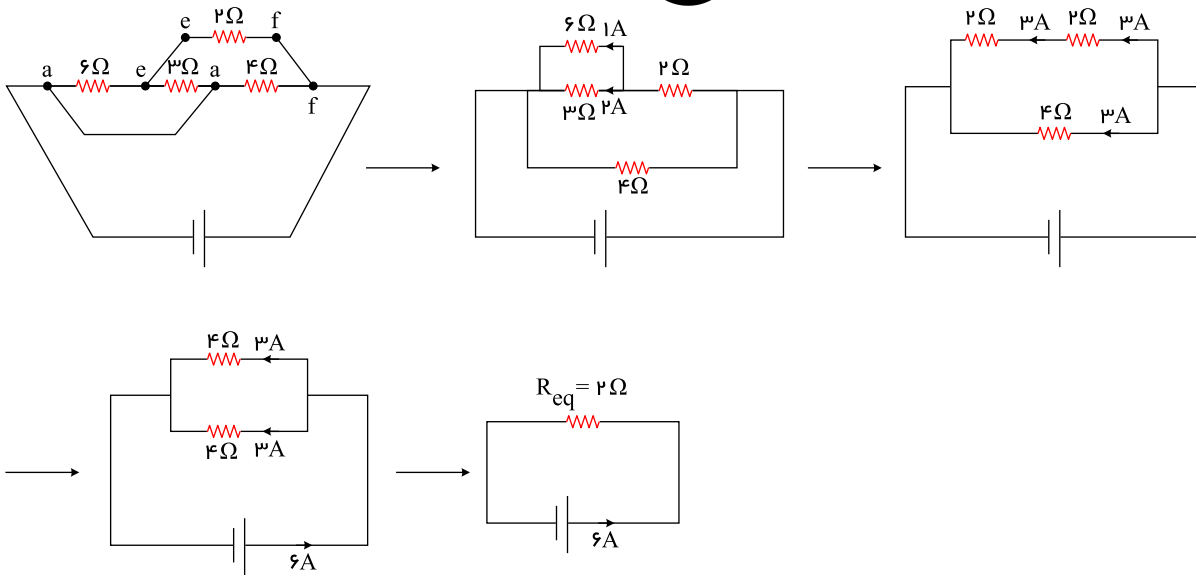 e ۲Ω f
a ۶Ω e ۳Ω a ۴Ω f
۶Ω ۱A
۳Ω ۲A ۲Ω
۴Ω
۲Ω ۳A ۲Ω ۳A
۴Ω ۳A
۴Ω ۳A
۴Ω ۳A
۶A
R_eq = ۲Ω
۶A